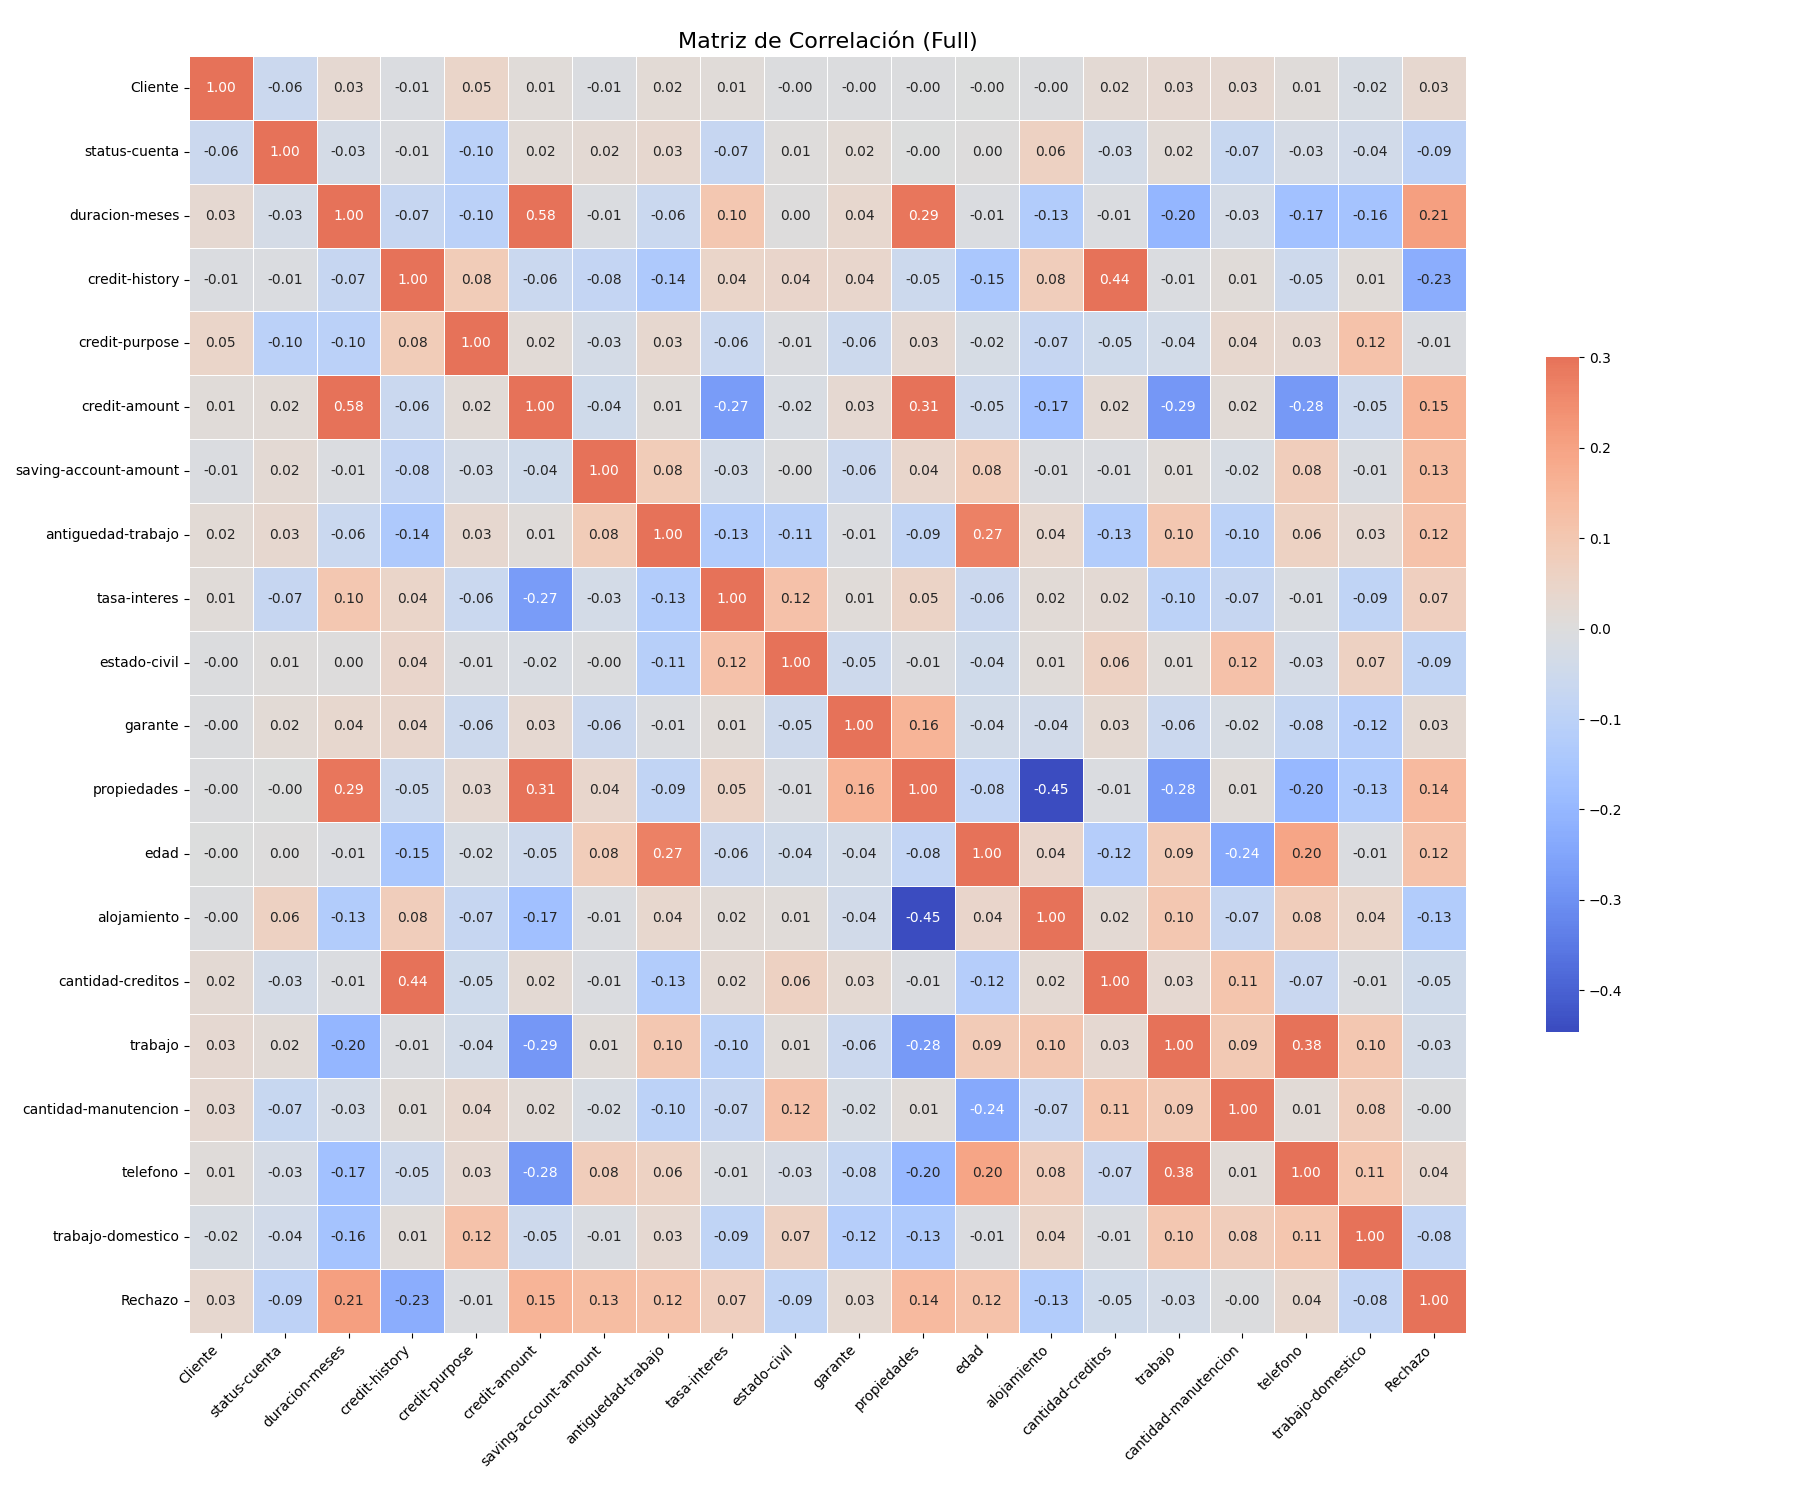 Matriz de Correlación (Full)
Cliente 1.00 -0.06 0.03 -0.01 0.05 0.01 -0.01 0.02 0.01 -0.00 -0.00 -0.00 -0.00 -0.00 0.02 0.03 0.03 0.01 -0.02 0.03
status-cuenta -0.06 1.00 -0.03 -0.01 -0.10 0.02 0.02 0.03 -0.07 0.01 0.02 -0.00 0.00 0.06 -0.03 0.02 -0.07 -0.03 -0.04 -0.09
duracion-meses 0.03 -0.03 1.00 -0.07 -0.10 0.58 -0.01 -0.06 0.10 0.00 0.04 0.29 -0.01 -0.13 -0.01 -0.20 -0.03 -0.17 -0.16 0.21
credit-history -0.01 -0.01 -0.07 1.00 0.08 -0.06 -0.08 -0.14 0.04 0.04 0.04 -0.05 -0.15 0.08 0.44 -0.01 0.01 -0.05 0.01 -0.23
credit-purpose 0.05 -0.10 -0.10 0.08 1.00 0.02 -0.03 0.03 -0.06 -0.01 -0.06 0.03 -0.02 -0.07 -0.05 -0.04 0.04 0.03 0.12 -0.01
credit-amount 0.01 0.02 0.58 -0.06 0.02 1.00 -0.04 0.01 -0.27 -0.02 0.03 0.31 -0.05 -0.17 0.02 -0.29 0.02 -0.28 -0.05 0.15
saving-account-amount -0.01 0.02 -0.01 -0.08 -0.03 -0.04 1.00 0.08 -0.03 -0.00 -0.06 0.04 0.08 -0.01 -0.01 0.01 -0.02 0.08 -0.01 0.13
antiguedad-trabajo 0.02 0.03 -0.06 -0.14 0.03 0.01 0.08 1.00 -0.13 -0.11 -0.01 -0.09 0.27 0.04 -0.13 0.10 -0.10 0.06 0.03 0.12
tasa-interes 0.01 -0.07 0.10 0.04 -0.06 -0.27 -0.03 -0.13 1.00 0.12 0.01 0.05 -0.06 0.02 0.02 -0.10 -0.07 -0.01 -0.09 0.07
estado-civil -0.00 0.01 0.00 0.04 -0.01 -0.02 -0.00 -0.11 0.12 1.00 -0.05 -0.01 -0.04 0.01 0.06 0.01 0.12 -0.03 0.07 -0.09
garante -0.00 0.02 0.04 0.04 -0.06 0.03 -0.06 -0.01 0.01 -0.05 1.00 0.16 -0.04 -0.04 0.03 -0.06 -0.02 -0.08 -0.12 0.03
propiedades -0.00 -0.00 0.29 -0.05 0.03 0.31 0.04 -0.09 0.05 -0.01 0.16 1.00 -0.08 -0.45 -0.01 -0.28 0.01 -0.20 -0.13 0.14
edad -0.00 0.00 -0.01 -0.15 -0.02 -0.05 0.08 0.27 -0.06 -0.04 -0.04 -0.08 1.00 0.04 -0.12 0.09 -0.24 0.20 -0.01 0.12
alojamiento -0.00 0.06 -0.13 0.08 -0.07 -0.17 -0.01 0.04 0.02 0.01 -0.04 -0.45 0.04 1.00 0.02 0.10 -0.07 0.08 0.04 -0.13
cantidad-creditos 0.02 -0.03 -0.01 0.44 -0.05 0.02 -0.01 -0.13 0.02 0.06 0.03 -0.01 -0.12 0.02 1.00 0.03 0.11 -0.07 -0.01 -0.05
trabajo 0.03 0.02 -0.20 -0.01 -0.04 -0.29 0.01 0.10 -0.10 0.01 -0.06 -0.28 0.09 0.10 0.03 1.00 0.09 0.38 0.10 -0.03
cantidad-manutencion 0.03 -0.07 -0.03 0.01 0.04 0.02 -0.02 -0.10 -0.07 0.12 -0.02 0.01 -0.24 -0.07 0.11 0.09 1.00 0.01 0.08 -0.00
telefono 0.01 -0.03 -0.17 -0.05 0.03 -0.28 0.08 0.06 -0.01 -0.03 -0.08 -0.20 0.20 0.08 -0.07 0.38 0.01 1.00 0.11 0.04
trabajo-domestico -0.02 -0.04 -0.16 0.01 0.12 -0.05 -0.01 0.03 -0.09 0.07 -0.12 -0.13 -0.01 0.04 -0.01 0.10 0.08 0.11 1.00 -0.08
Rechazo 0.03 -0.09 0.21 -0.23 -0.01 0.15 0.13 0.12 0.07 -0.09 0.03 0.14 0.12 -0.13 -0.05 -0.03 -0.00 0.04 -0.08 1.00
Cliente
status-cuenta
duracion-meses
credit-history
credit-purpose
credit-amount
saving-account-amount
antiguedad-trabajo
tasa-interes
estado-civil
garante
propiedades
edad
alojamiento
cantidad-creditos
trabajo
cantidad-manutencion
telefono
trabajo-domestico
Rechazo
0.3
0.2
0.1
0.0
−0.1
−0.2
−0.3
−0.4